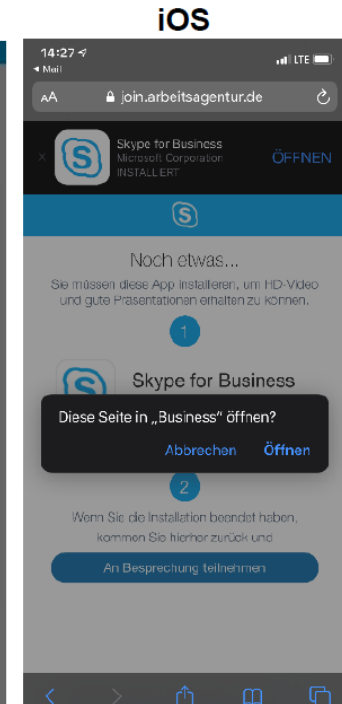 iOS
14:27
LTE
◄ Mail
AA join.arbeitsagentur.de
Skype for Business
Microsoft Corporation
INSTALLIERT
ÖFFNEN
Noch etwas...
Sie müssen diese App installieren, um HD-Video
und gute Präsentationen erhalten zu können.
1
Skype for Business
Diese Seite in „Business" öffnen?
Abbrechen Öffnen
2
Wenn Sie die Installation beendet haben,
kommen Sie hierher zurück und
An Besprechung teilnehmen